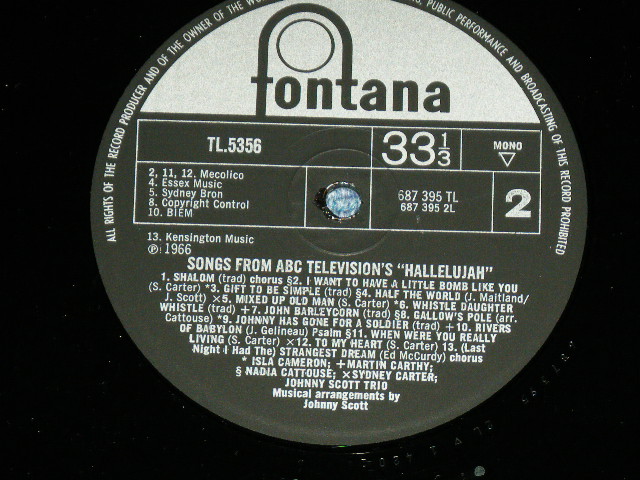 ALL RIGHTS OF THE RECORD PRODUCER AND OF THE OWNER OF THE
PUBLIC PERFORMANCE AND BROADCASTING OF THIS RECORD PROHIBITED
fontana
TL.5356
33 1/3
MONO
2, 11, 12. Mecolico
4. Essex Music
5. Sydney Bron
8. Copyright Control
10. BIEM
687 395 TL
687 395 2L
2
13. Kensington Music
℗: 1966
SONGS FROM ABC TELEVISION'S "HALLELUJAH"
1. SHALOM (trad) chorus §2. I WANT TO HAVE A LITTLE BOMB LIKE YOU
(S. Carter) *3. GIFT TO BE SIMPLE (trad) §4. HALF THE WORLD (J. Maitland/
J. Scott) ×5. MIXED UP OLD MAN (S. Carter) *6. WHISTLE DAUGHTER
WHISTLE (trad) +7. JOHN BARLEYCORN (trad) §8. GALLOW'S POLE (arr.
Cattouse) *9. JOHNNY HAS GONE FOR A SOLDIER (trad) +10. RIVERS
OF BABYLON (J. Gelineau) Psalm §11. WHEN WERE YOU REALLY
LIVING (S. Carter) ×12. TO MY HEART (S. Carter) 13. (Last
Night I Had The) STRANGEST DREAM (Ed McCurdy) chorus
* ISLA CAMERON; +MARTIN CARTHY;
§ NADIA CATTOUSE; ×SYDNEY CARTER;
JOHNNY SCOTT TRIO
Musical arrangements by
Johnny Scott